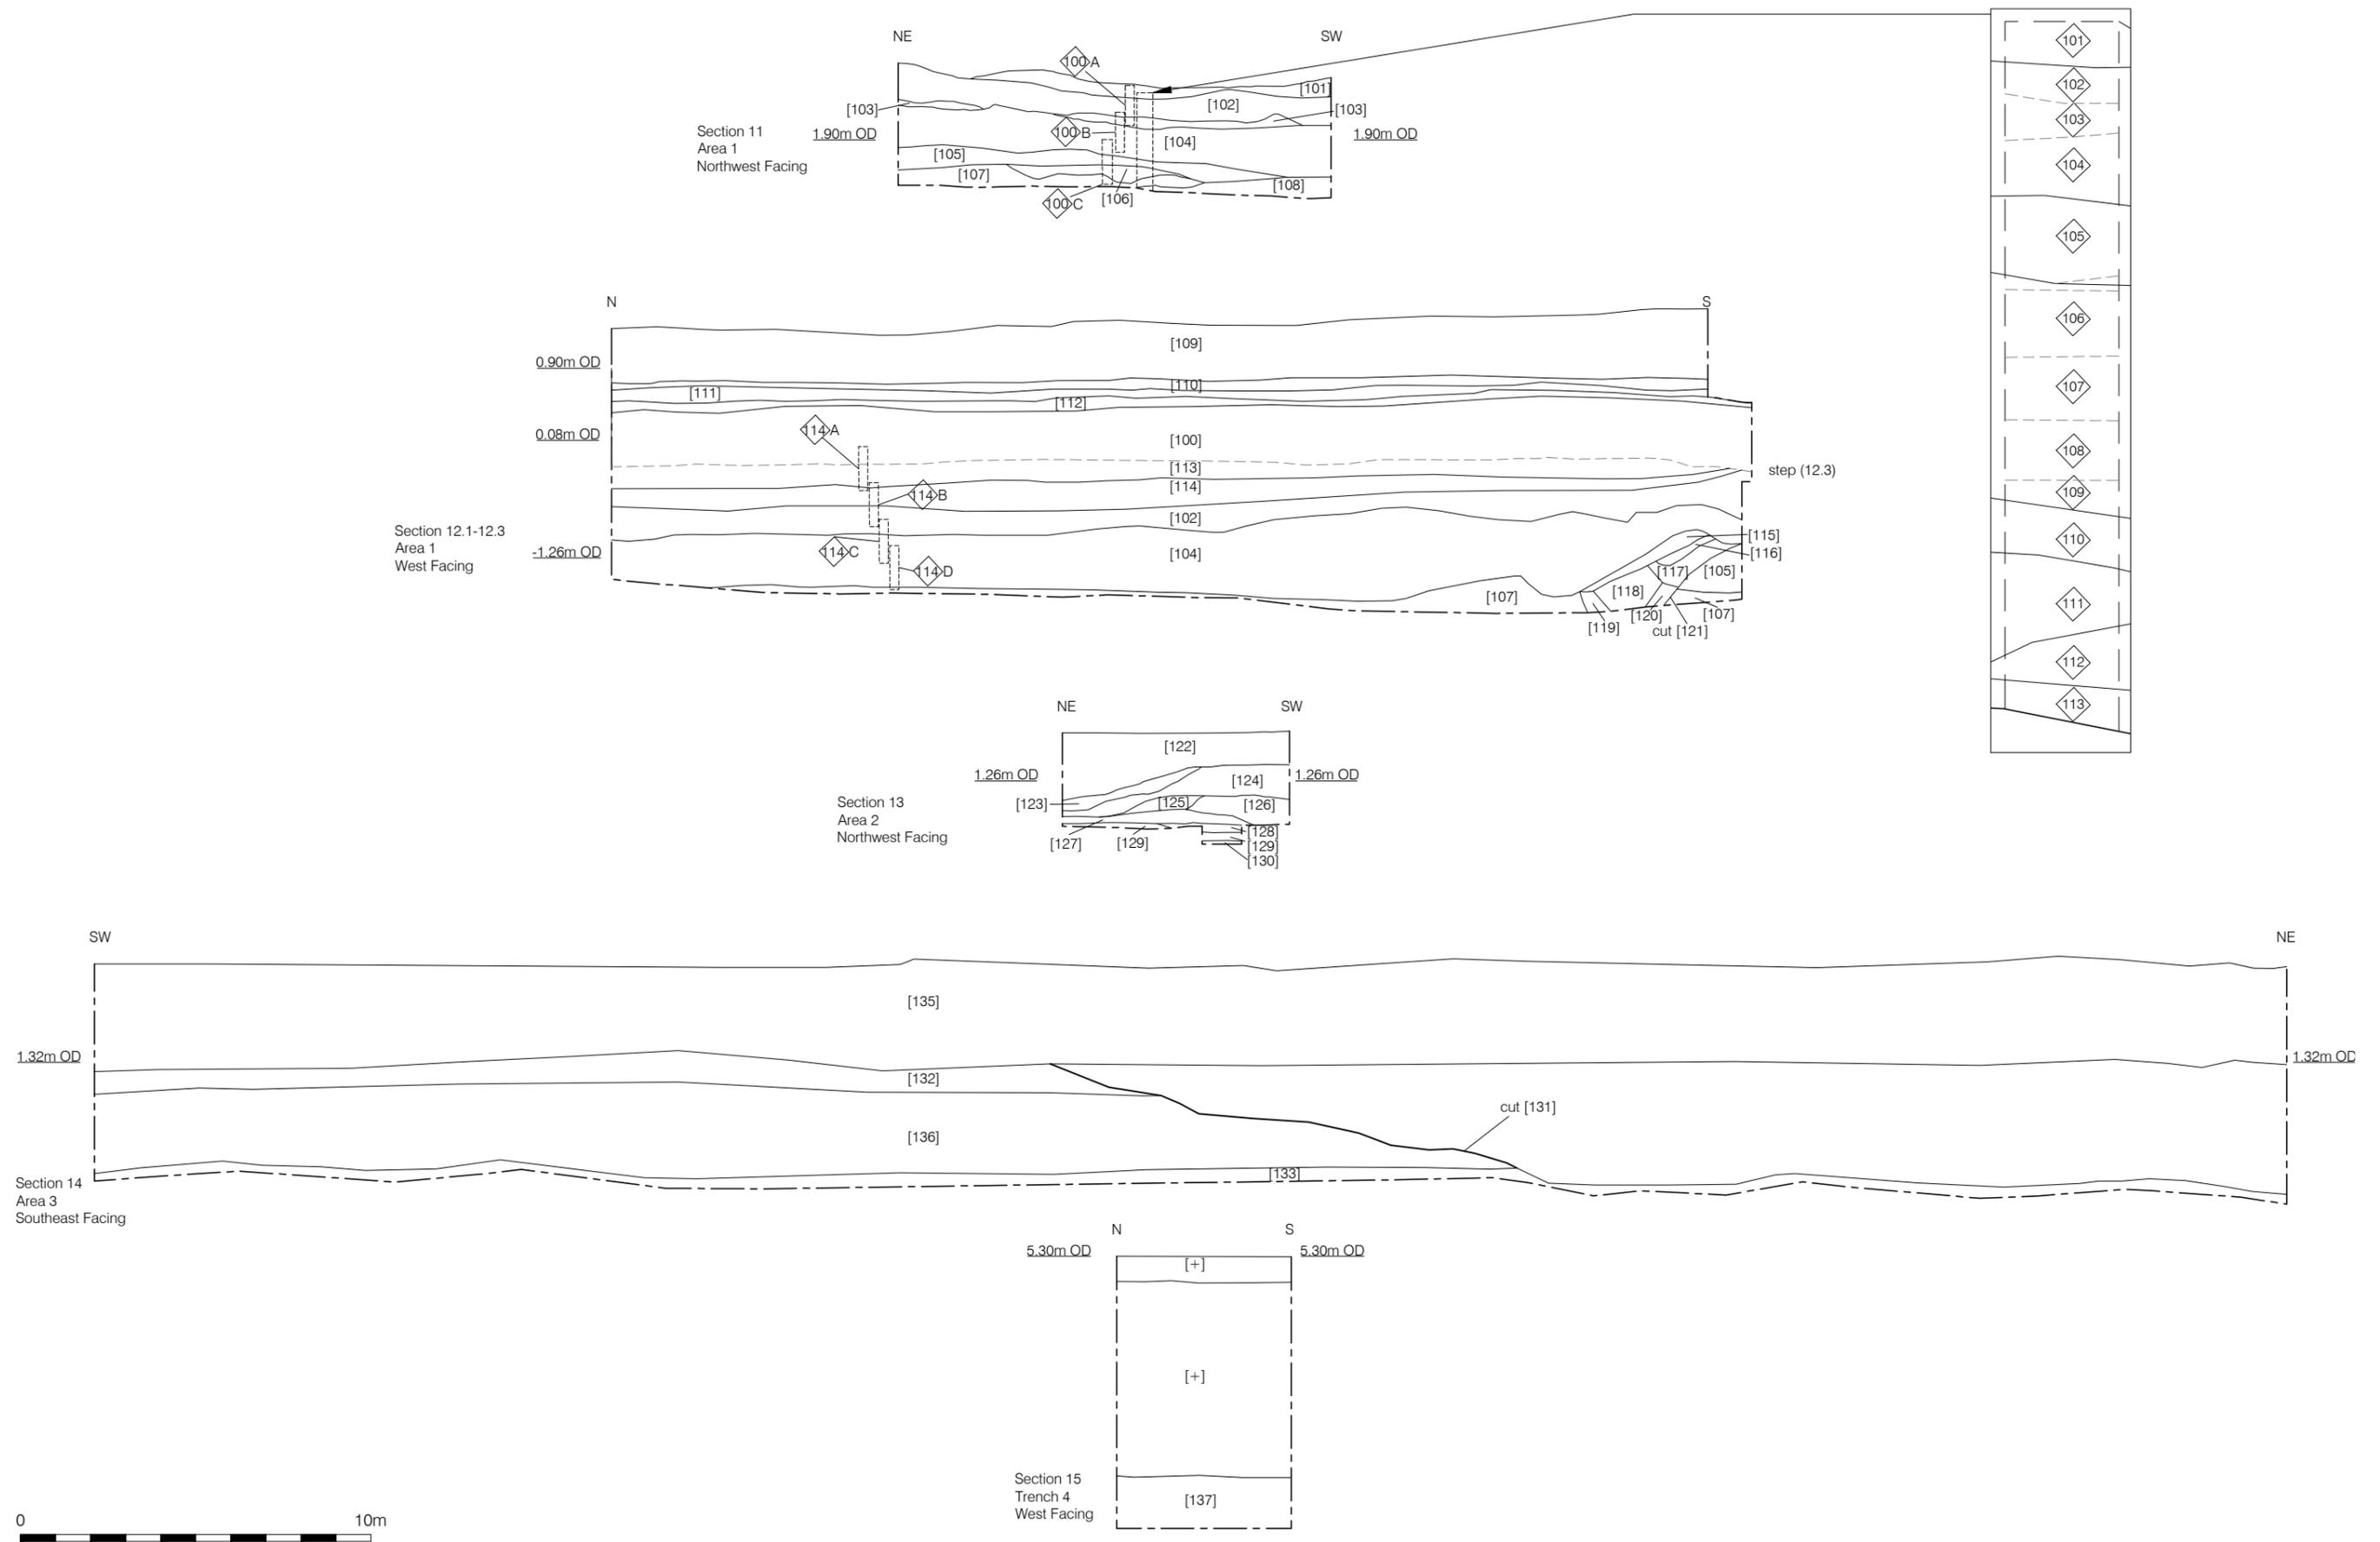 NE
SW
100 A
[101]
[102]
[103]
[103]
Section 11
Area 1
Northwest Facing
1.90m OD
1.90m OD
100 B
[104]
[105]
[107]
[108]
100 C
[106]
101
102
103
104
105
106
107
108
109
110
111
112
113
N
S
[109]
0.90m OD
[110]
[111]
[112]
114 A
0.08m OD
[100]
[113]
step (12.3)
[114]
114 B
[102]
Section 12.1-12.3
Area 1
West Facing
-1.26m OD
114 C
[104]
[115]
[116]
114 D
[117]
[105]
[118]
[107]
[119]
[120]
[107]
cut [121]
NE
SW
[122]
1.26m OD
1.26m OD
[124]
[123]
[125]
[126]
Section 13
Area 2
Northwest Facing
[127]
[129]
[128]
[129]
[130]
SW
NE
[135]
1.32m OD
1.32m OD
[132]
cut [131]
[136]
[133]
Section 14
Area 3
Southeast Facing
N
S
5.30m OD
5.30m OD
[+]
[+]
Section 15
Trench 4
West Facing
[137]
0
10m